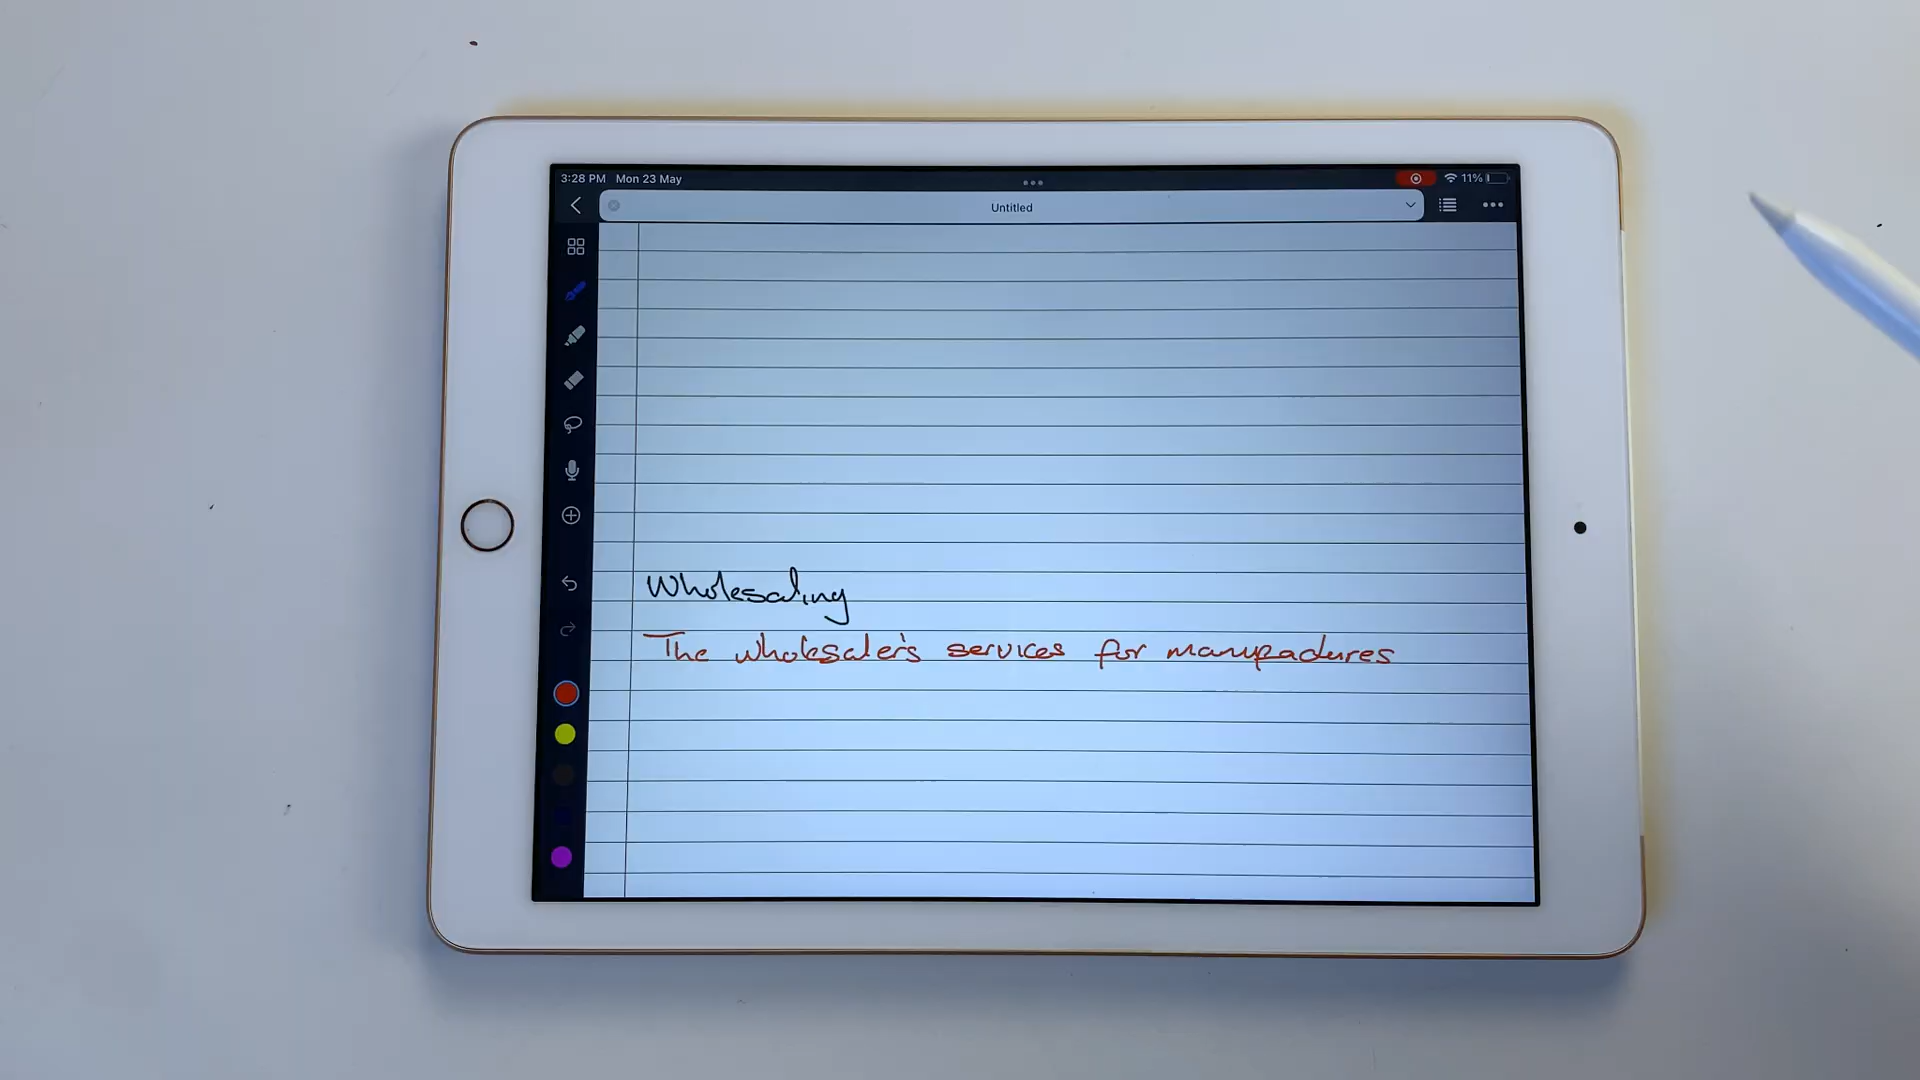 3:28 PM Mon 23 May
11%
Untitled
Wholesaling
The wholesaler's services for manufactures